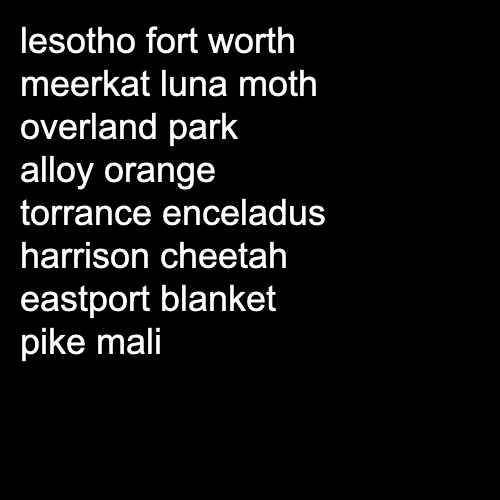 lesotho fort worth
meerkat luna moth
overland park
alloy orange
torrance enceladus
harrison cheetah
eastport blanket
pike mali